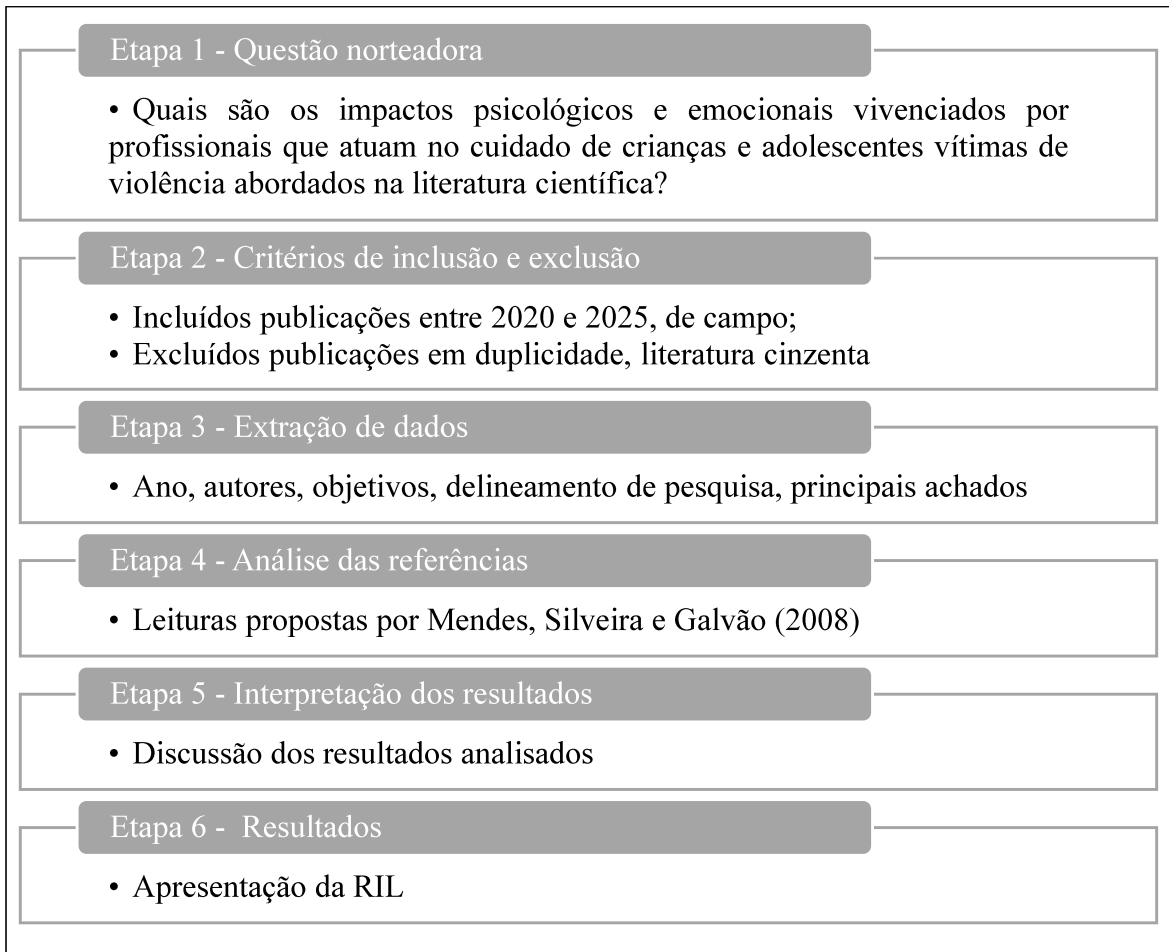 Etapa 1 - Questão norteadora
• Quais são os impactos psicológicos e emocionais vivenciados por
profissionais que atuam no cuidado de crianças e adolescentes vítimas de
violência abordados na literatura científica?
Etapa 2 - Critérios de inclusão e exclusão
• Incluídos publicações entre 2020 e 2025, de campo;
• Excluídos publicações em duplicidade, literatura cinzenta
Etapa 3 - Extração de dados
• Ano, autores, objetivos, delineamento de pesquisa, principais achados
Etapa 4 - Análise das referências
• Leituras propostas por Mendes, Silveira e Galvão (2008)
Etapa 5 - Interpretação dos resultados
• Discussão dos resultados analisados
Etapa 6 - Resultados
• Apresentação da RIL